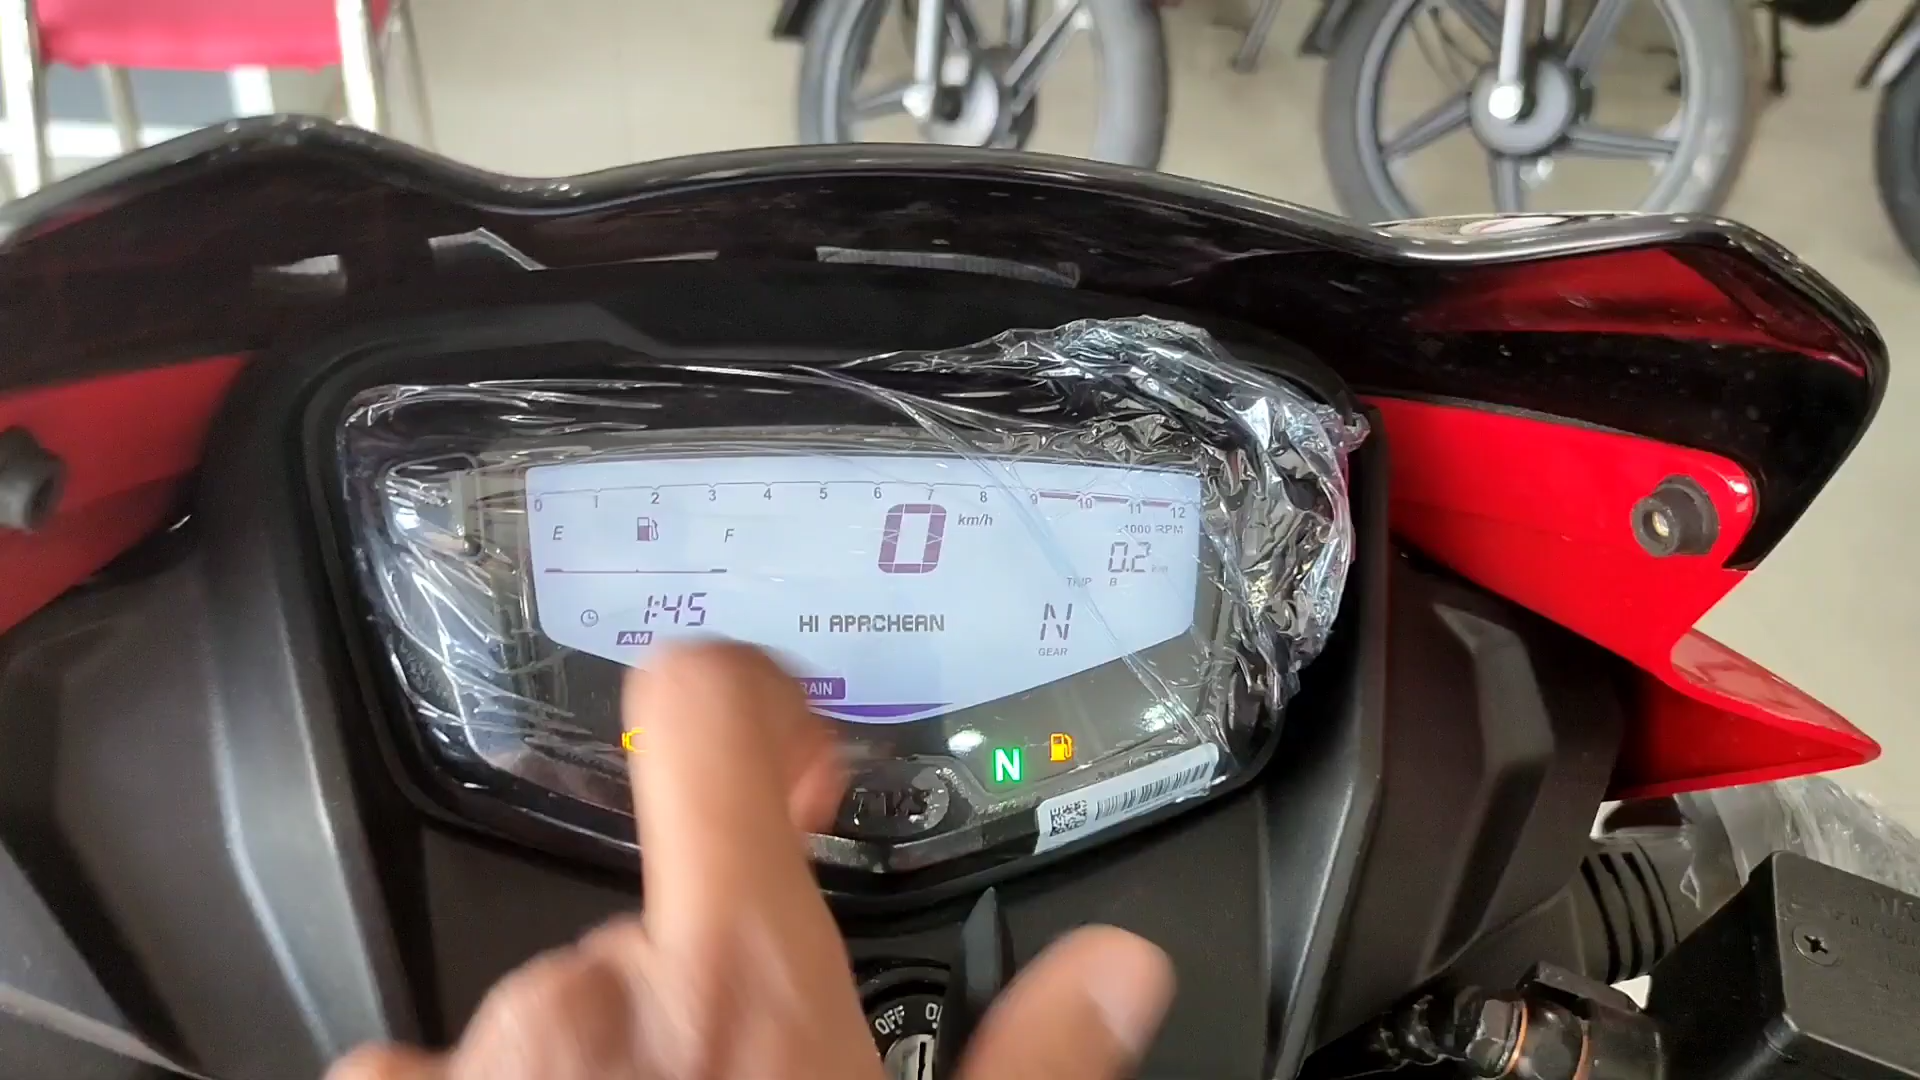 0 1 2 3 4 5 6 7 8 9 10 11 12
x1000 RPM
E F
0 km/h
0.2 km
TRIP B
1:45
AM
HI APACHEAN
N
GEAR
RAIN
N
TVS
OFF